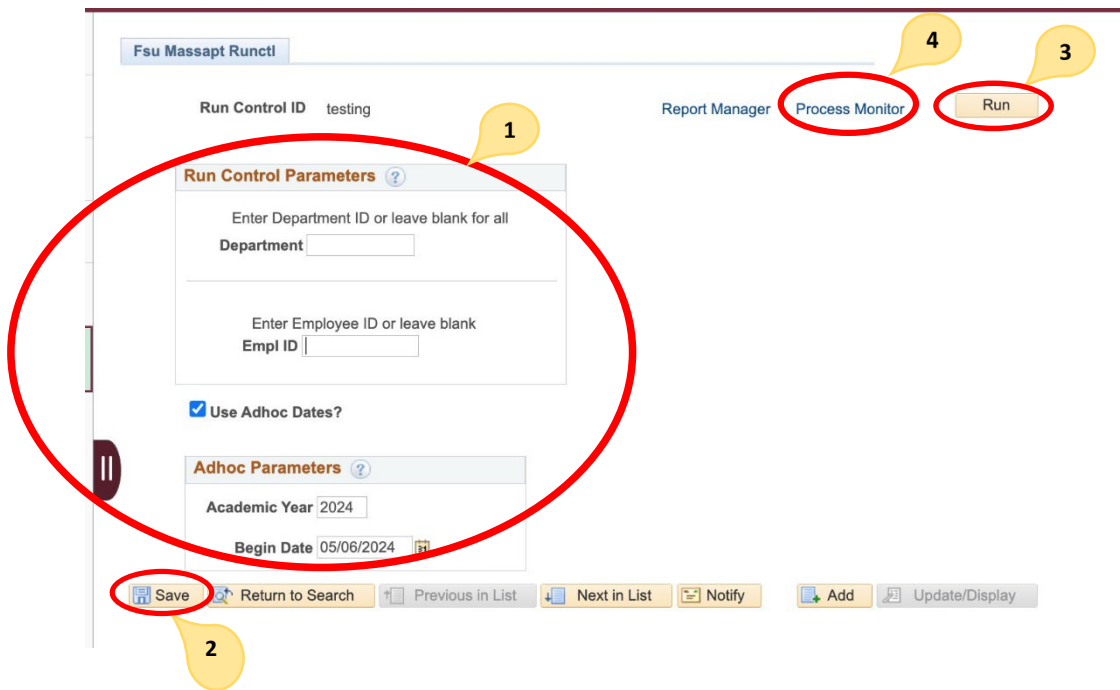 Fsu Massapt Runctl
4
3
Run Control ID testing
Report Manager Process Monitor Run
1
Run Control Parameters ?
Enter Department ID or leave blank for all
Department
Enter Employee ID or leave blank
Empl ID
Use Adhoc Dates?
Adhoc Parameters ?
Academic Year 2024
Begin Date 05/06/2024 31
Save Return to Search Previous in List Next in List Notify Add Update/Display
2